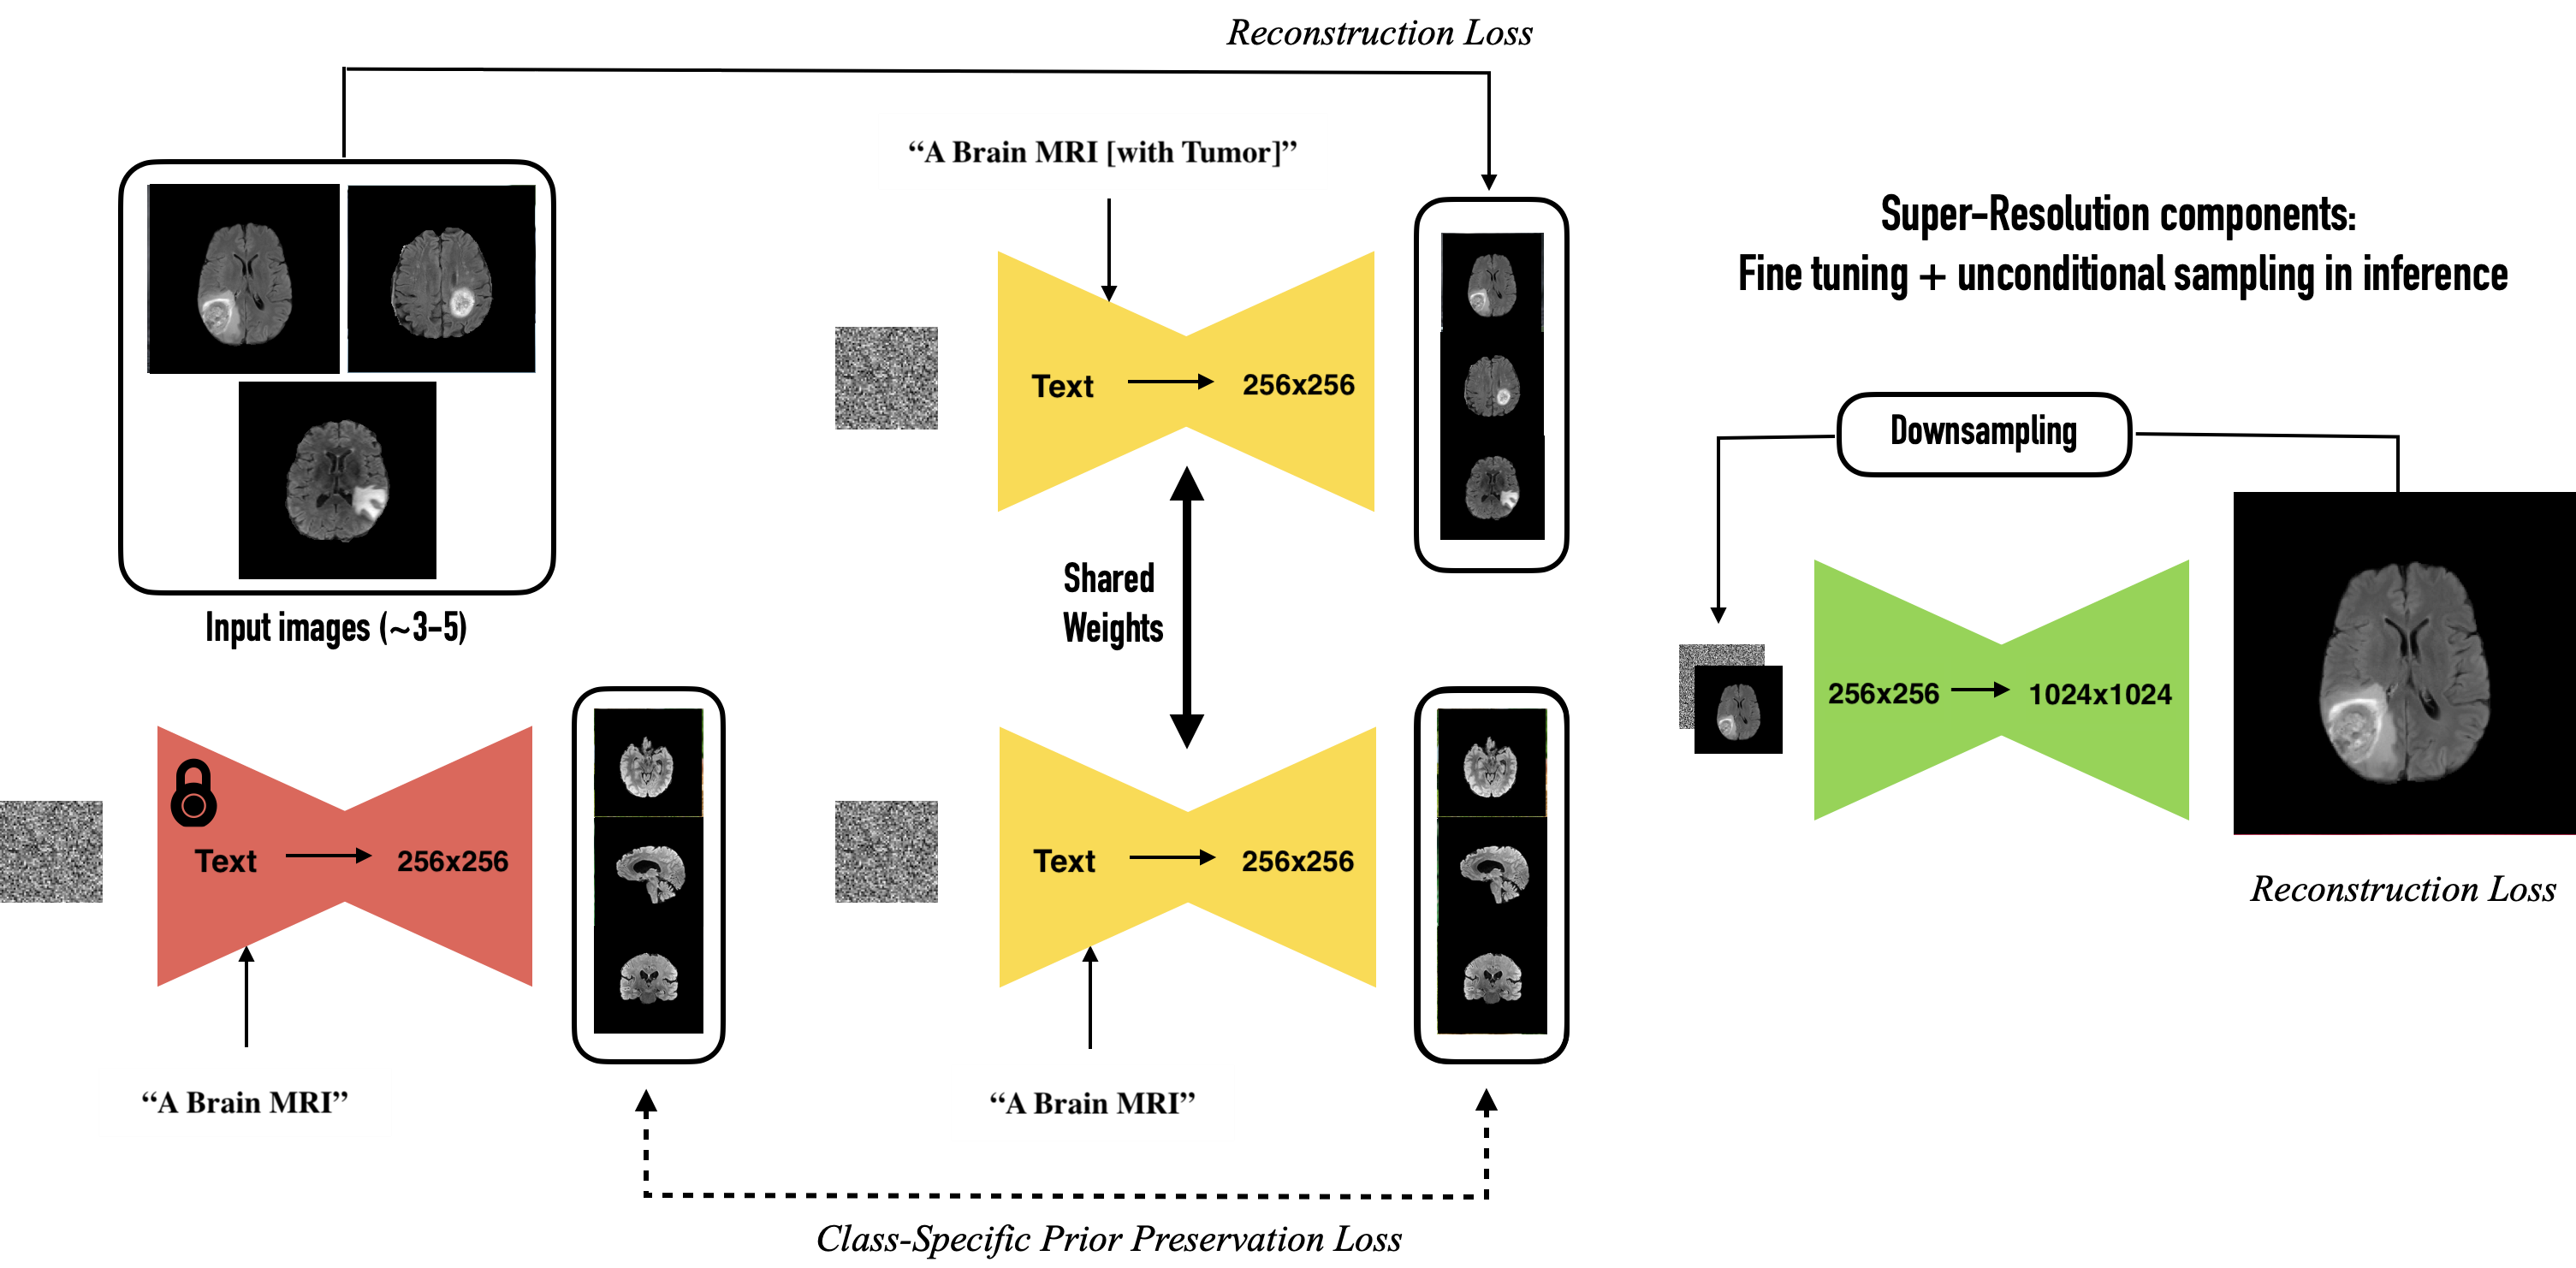 Reconstruction Loss
“A Brain MRI [with Tumor]”
Text 256x256
Input images (~3-5)
Shared
Weights
Text 256x256
“A Brain MRI”
Text 256x256
“A Brain MRI”
Class-Specific Prior Preservation Loss
Super-Resolution components:
Fine tuning + unconditional sampling in inference
Downsampling
256x256 1024x1024
Reconstruction Loss